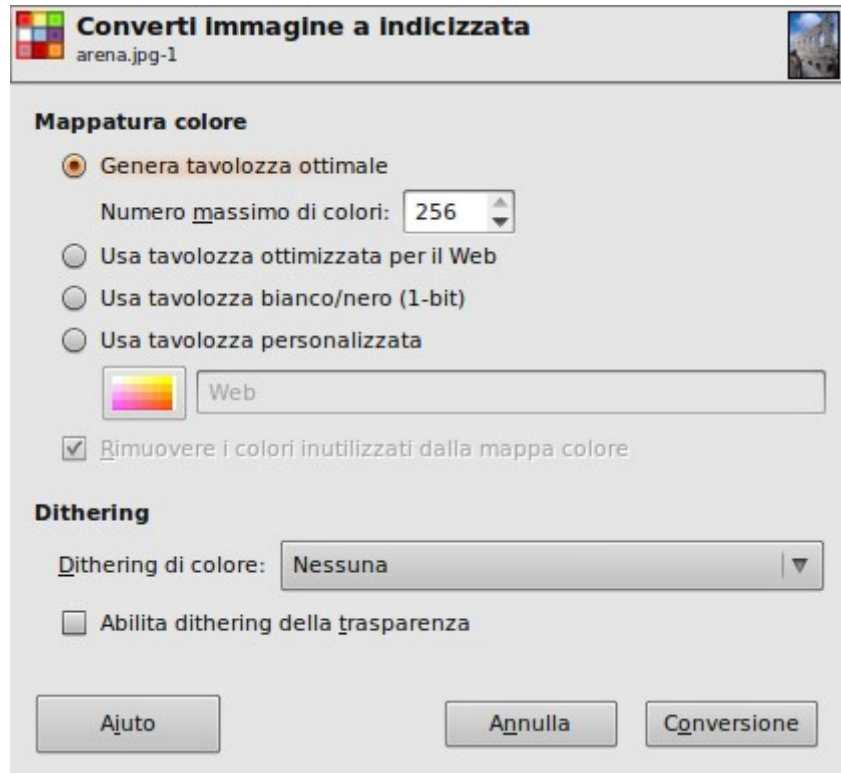 Converti immagine a indicizzata
arena.jpg-1
Mappatura colore
Genera tavolozza ottimale
Numero massimo di colori: 256
Usa tavolozza ottimizzata per il Web
Usa tavolozza bianco/nero (1-bit)
Usa tavolozza personalizzata
Web
Rimuovere i colori inutilizzati dalla mappa colore
Dithering
Dithering di colore: Nessuna
Abilita dithering della trasparenza
Aiuto Annulla Conversione